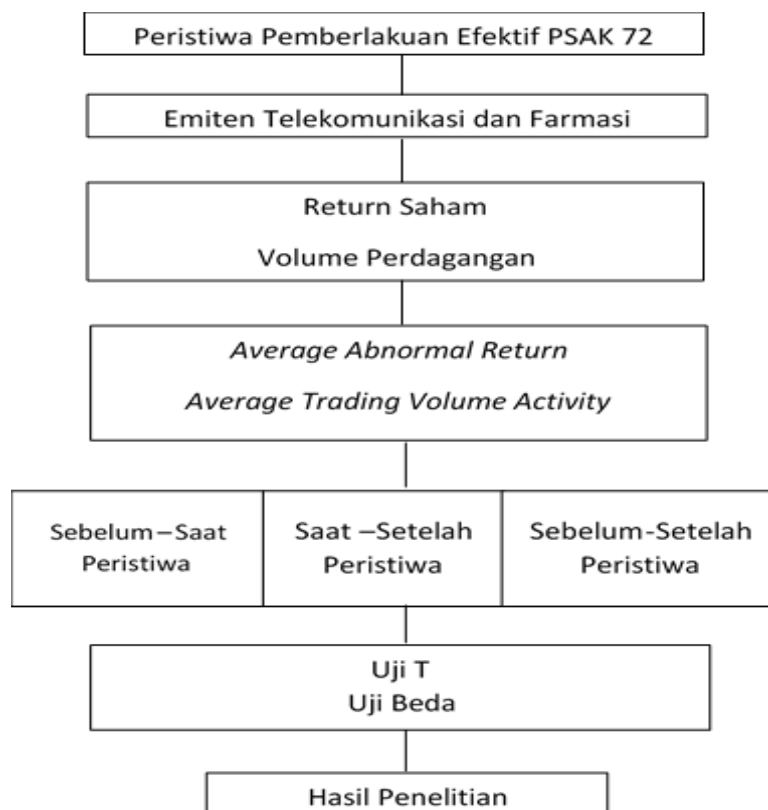 Peristiwa Pemberlakuan Efektif PSAK 72
Emiten Telekomunikasi dan Farmasi
Return Saham
Volume Perdagangan
Average Abnormal Return
Average Trading Volume Activity
Sebelum–Saat
Peristiwa
Saat –Setelah
Peristiwa
Sebelum-Setelah
Peristiwa
Uji T
Uji Beda
Hasil Penelitian